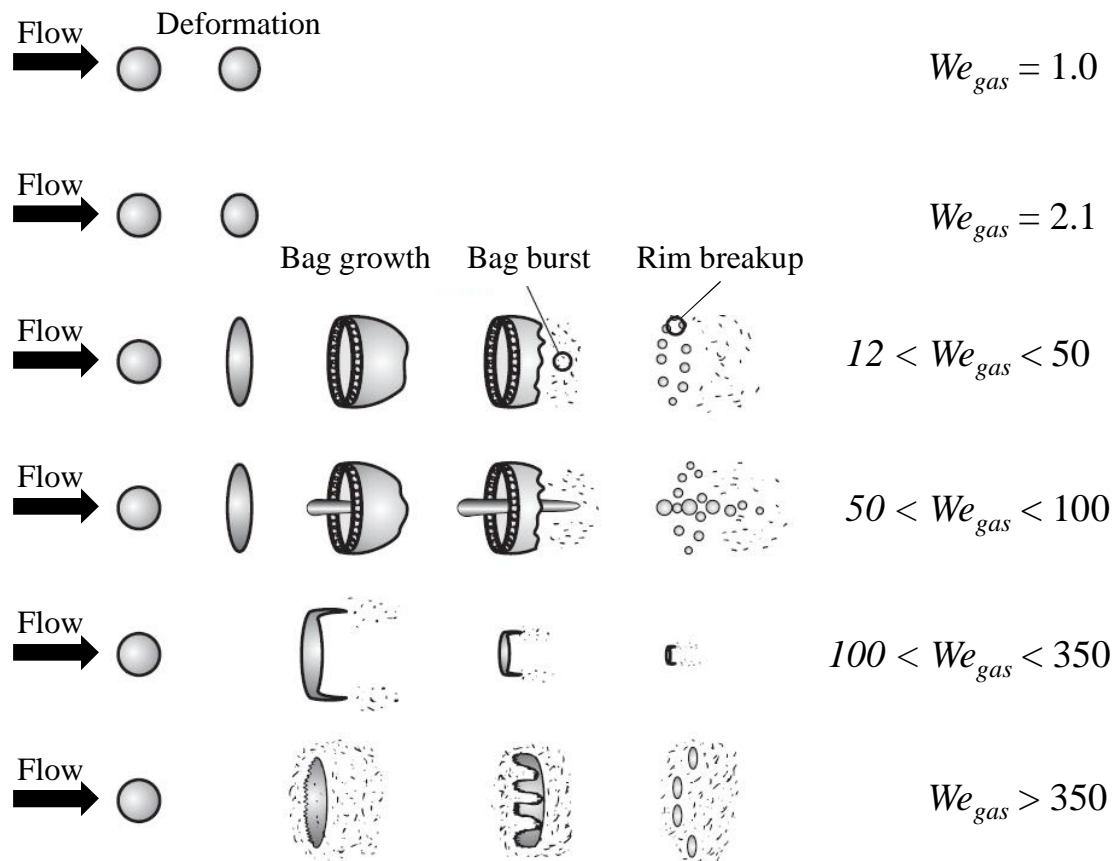 Deformation
Flow
We_gas = 1.0
Flow
We_gas = 2.1
Bag growth Bag burst Rim breakup
Flow
12 < We_gas < 50
Flow
50 < We_gas < 100
Flow
100 < We_gas < 350
Flow
We_gas > 350